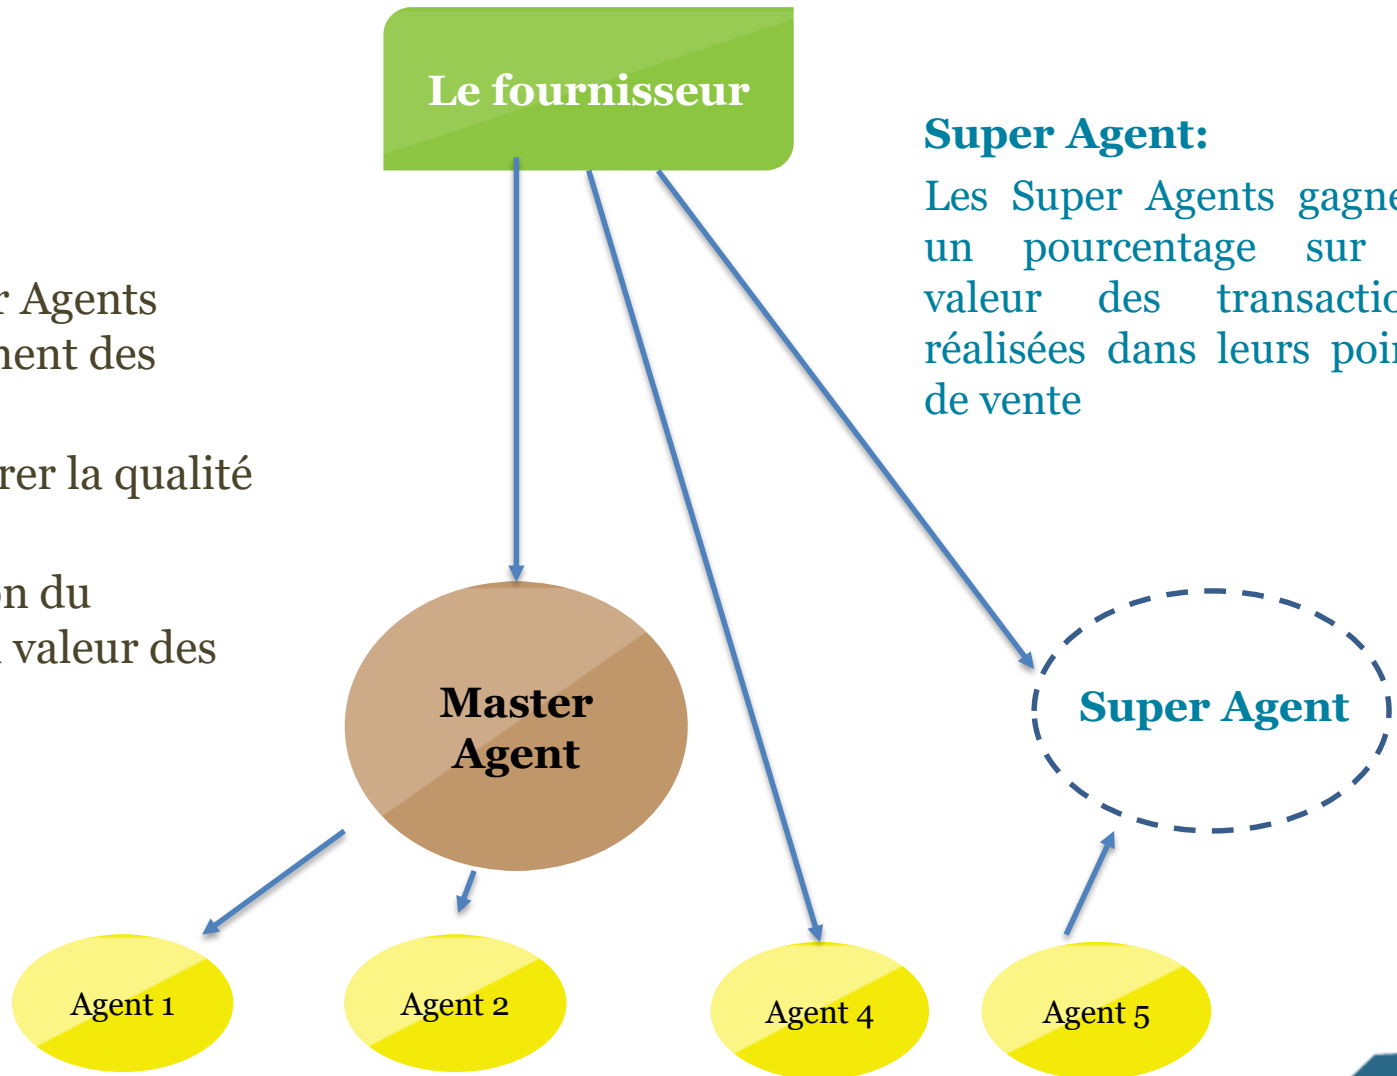 Le fournisseur
Super Agent:
Les Super Agents gagne
un pourcentage sur
valeur des transactio
réalisées dans leurs poi
de vente
r Agents
ment des
rer la qualité
on du
valeur des
Master
Agent
Super Agent
Agent 1
Agent 2
Agent 4
Agent 5